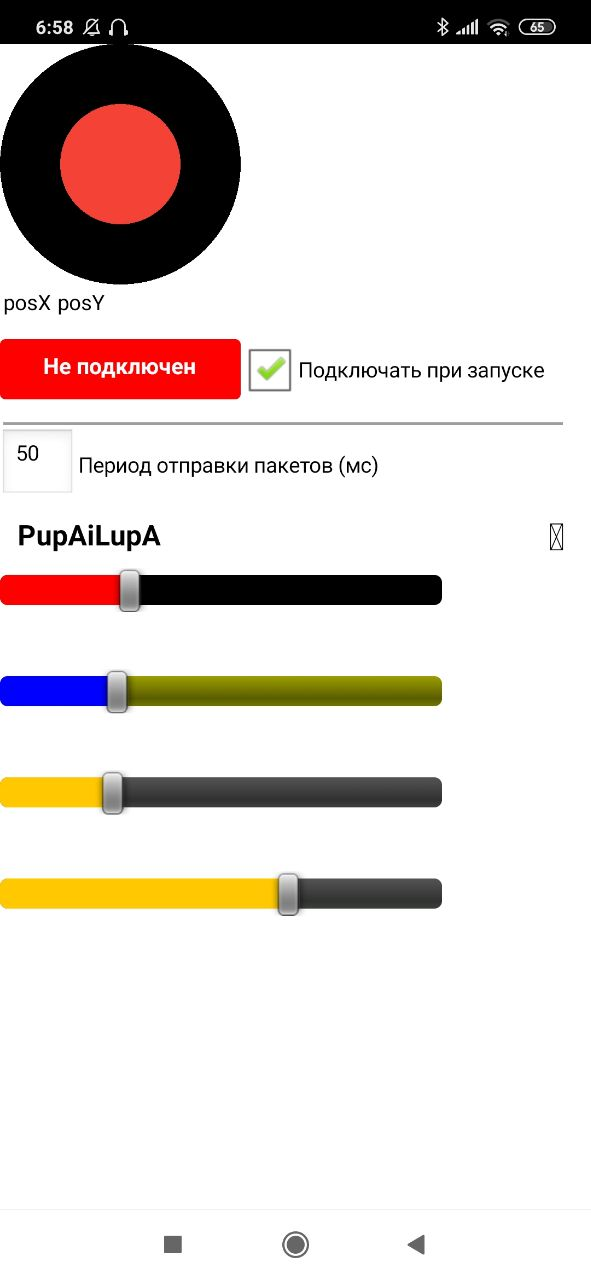 6:58 65
posX posY
Не подключен Подключать при запуске
50 Период отправки пакетов (мс)
PupAiLupA